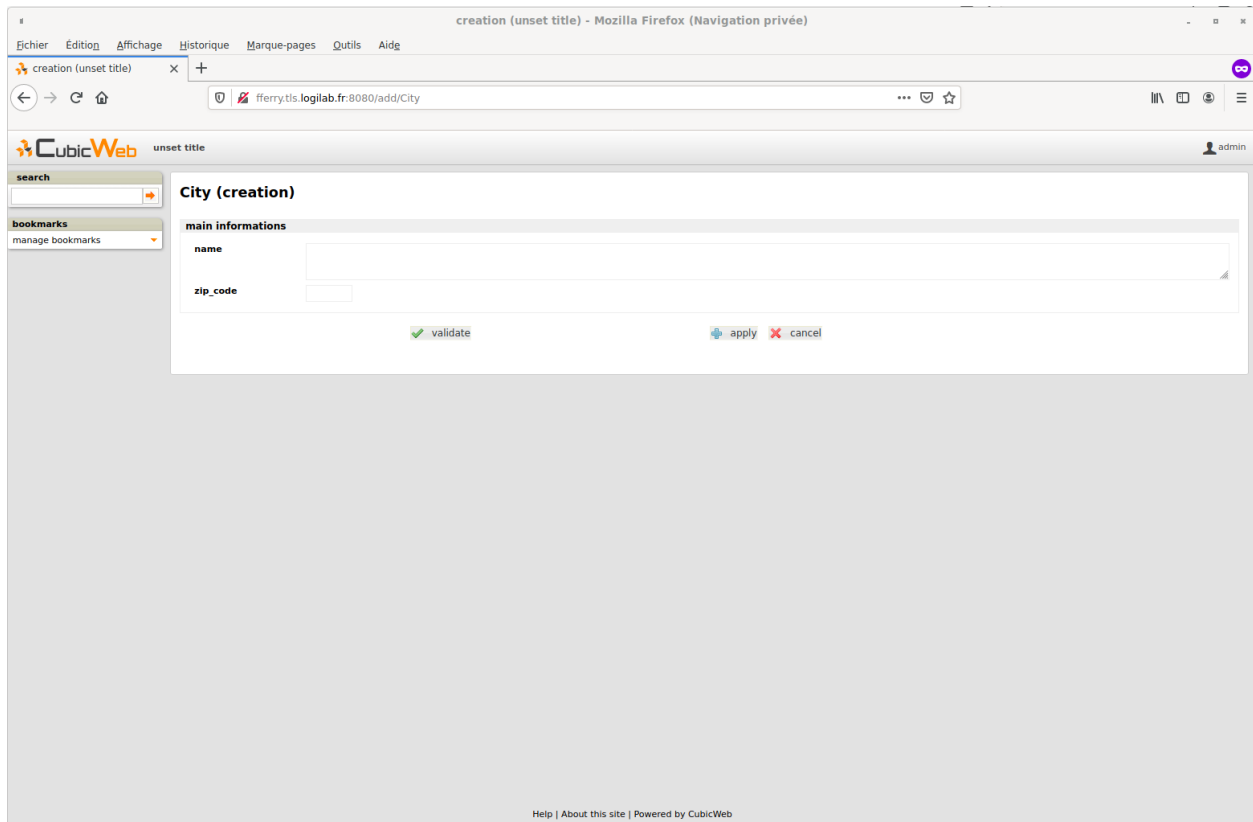 creation (unset title) - Mozilla Firefox (Navigation privée)
Fichier Édition Affichage Historique Marque-pages Outils Aide
creation (unset title)
fferry.tls.logilab.fr:8080/add/City
CubicWeb unset title admin
search
bookmarks
manage bookmarks
City (creation)
main informations
name
zip_code
validate apply cancel
Help | About this site | Powered by CubicWeb